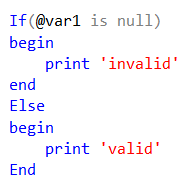 If(@var1 is null)
begin
    print 'invalid'
end
Else
begin
    print 'valid'
End